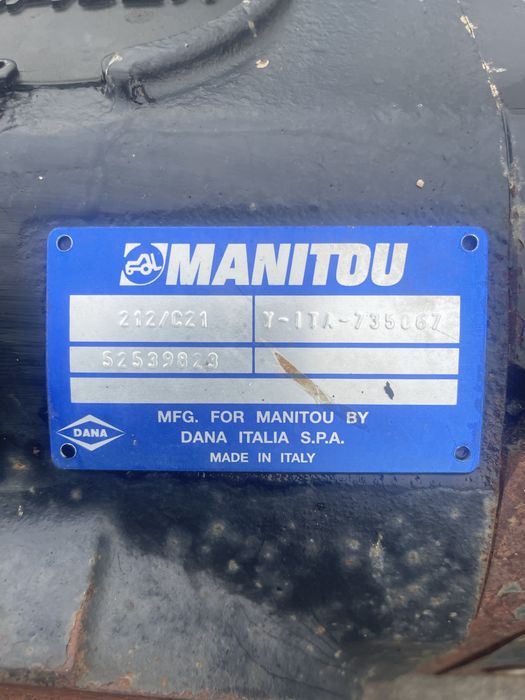 MANITOU
212/C21 Y-ITA-735067
52539823
MFG. FOR MANITOU BY
DANA DANA ITALIA S.P.A.
MADE IN ITALY